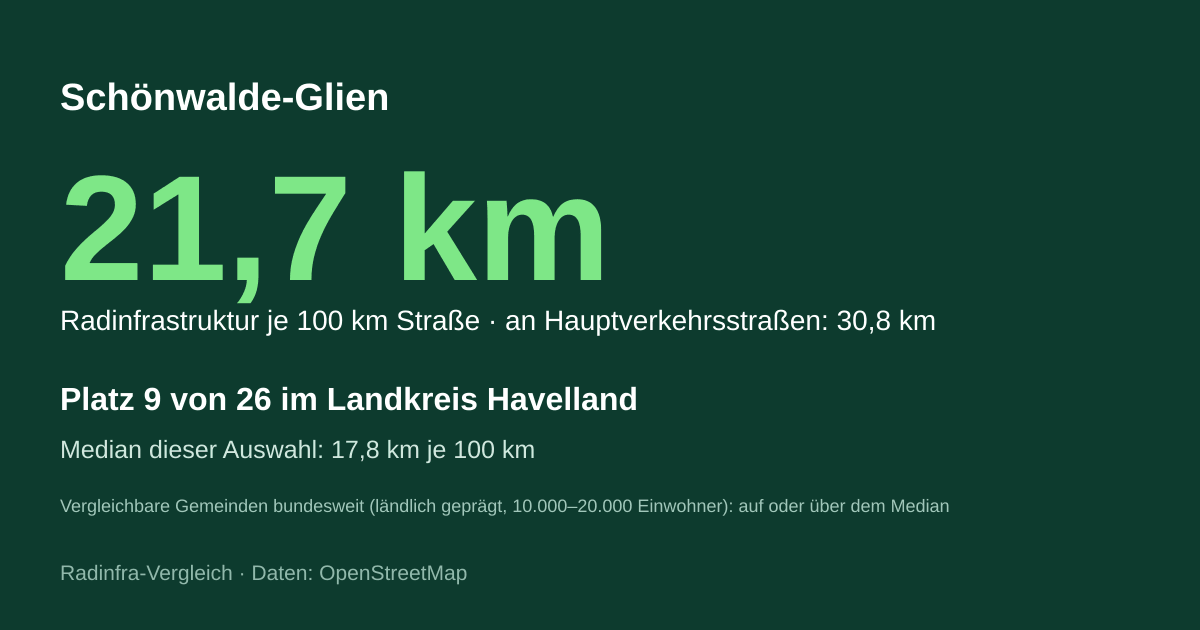 Schönwalde-Glien
21,7 km
Radinfrastruktur je 100 km Straße · an Hauptverkehrsstraßen: 30,8 km
Platz 9 von 26 im Landkreis Havelland
Median dieser Auswahl: 17,8 km je 100 km
Vergleichbare Gemeinden bundesweit (ländlich geprägt, 10.000–20.000 Einwohner): auf oder über dem Median
Radinfra-Vergleich · Daten: OpenStreetMap